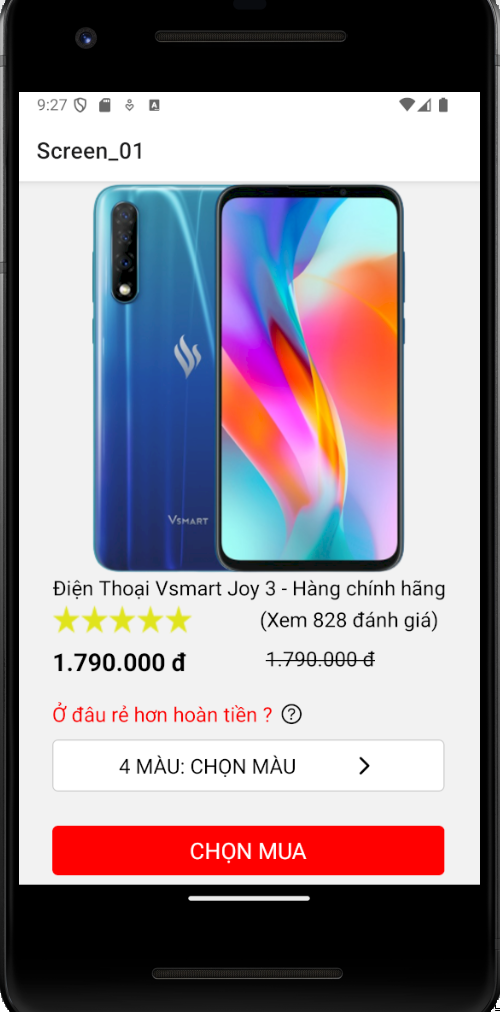 9:27
Screen_01
VSMART
Điện Thoại Vsmart Joy 3 - Hàng chính hãng
(Xem 828 đánh giá)
1.790.000 đ
1.790.000 đ
Ở đâu rẻ hơn hoàn tiền ?
4 MÀU: CHỌN MÀU
CHỌN MUA